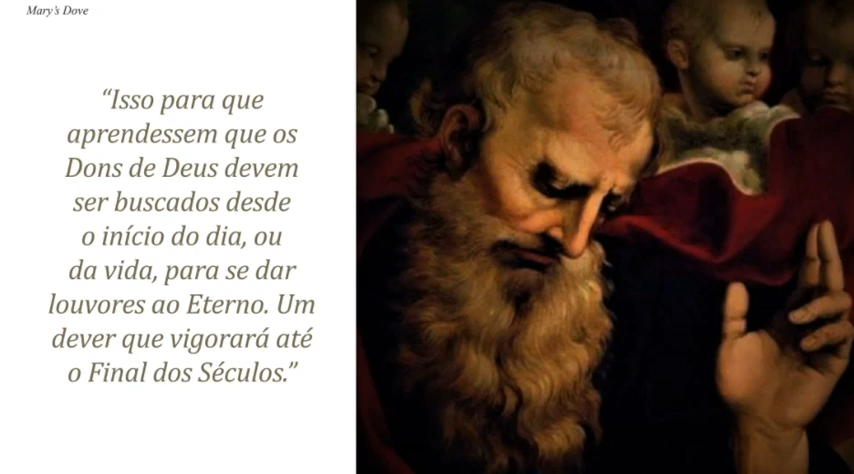 Mary's Dove
“Isso para que
aprendessem que os
Dons de Deus devem
ser buscados desde
o início do dia, ou
da vida, para se dar
louvores ao Eterno. Um
dever que vigorará até
o Final dos Séculos.”